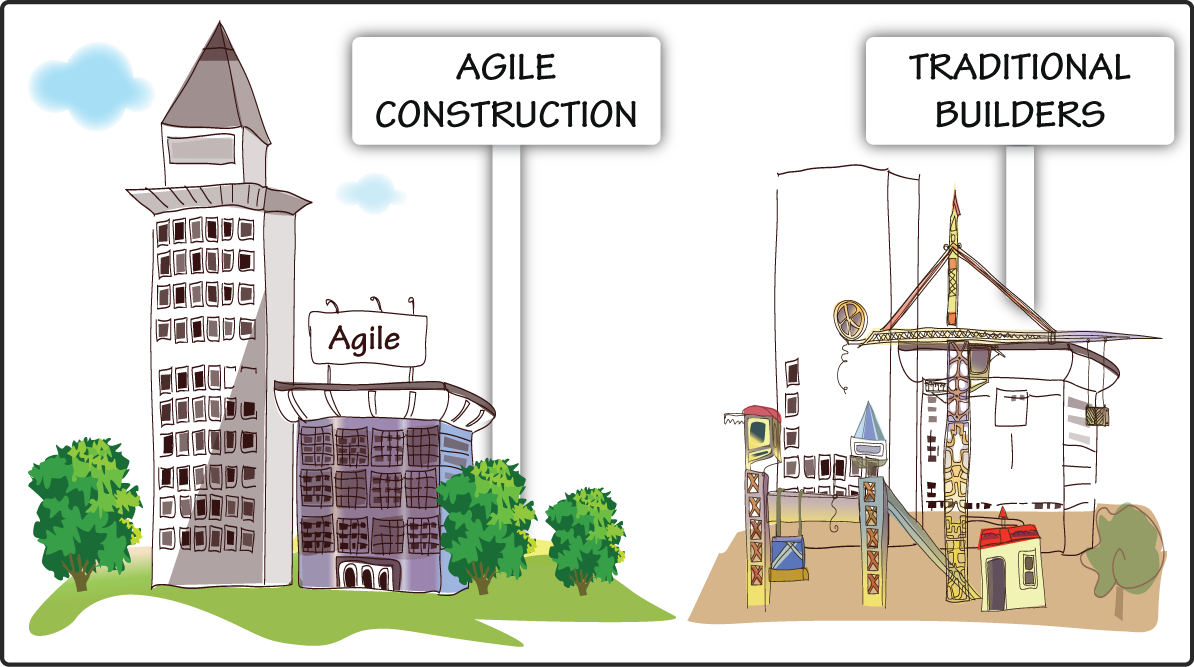 AGILE
CONSTRUCTION
TRADITIONAL
BUILDERS
Agile